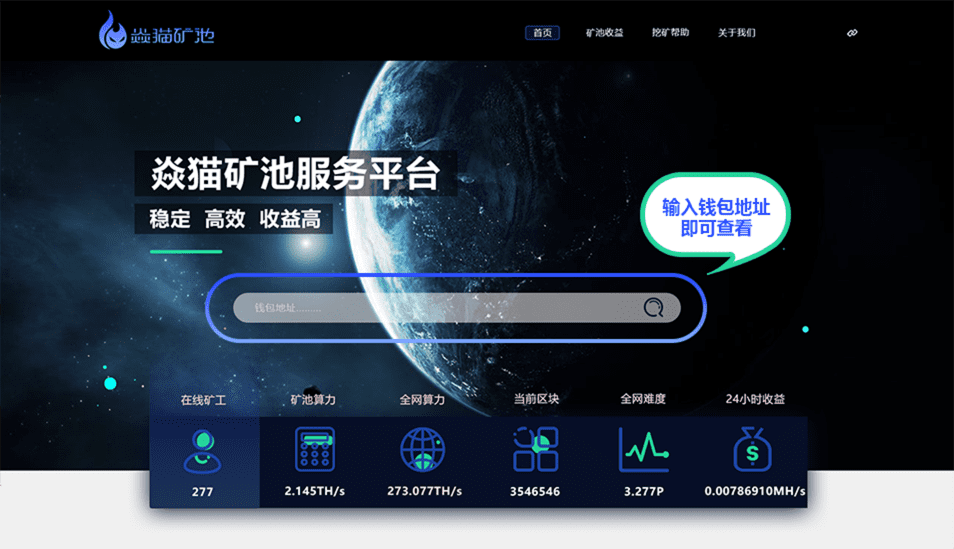 焱猫矿池
首页 矿池收益 挖矿帮助 关于我们
焱猫矿池服务平台
稳定 高效 收益高
输入钱包地址
即可查看
钱包地址.........
在线矿工 矿池算力 全网算力 当前区块 全网难度 24小时收益
277 2.145TH/s 273.077TH/s 3546546 3.277P 0.00786910MH/s